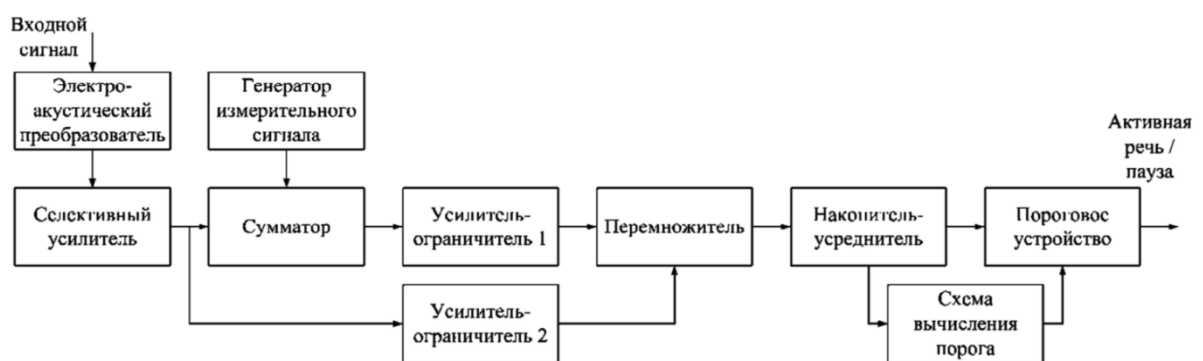 Входной
сигнал
Электро-
акустический
преобразователь
Генератор
измерительного
сигнала
Активная
речь /
пауза
Селективный
усилитель
Сумматор
Усилитель-
ограничитель 1
Перемножитель
Накопитель-
усреднитель
Пороговое
устройство
Усилитель-
ограничитель 2
Схема
вычисления
порога